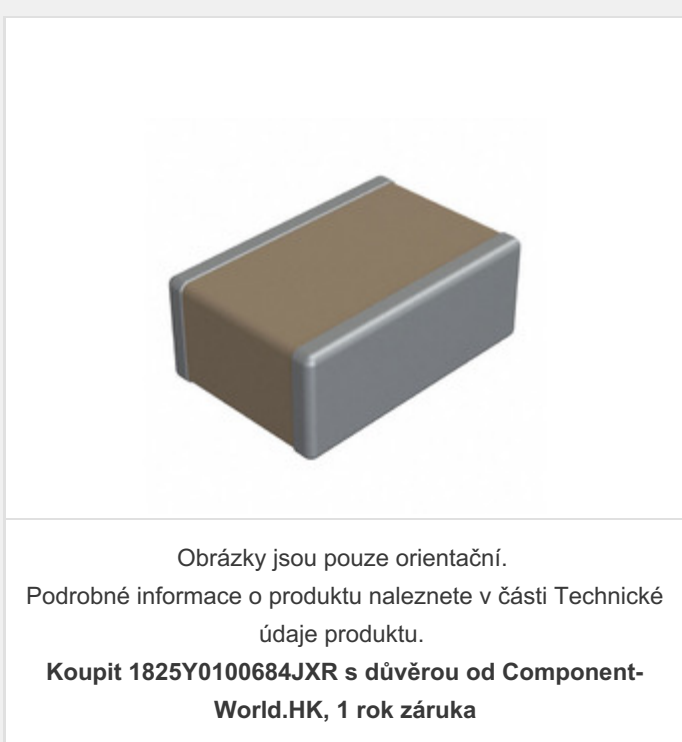 Obrázky jsou pouze orientační.
Podrobné informace o produktu naleznete v části Technické
údaje produktu.
Koupit 1825Y0100684JXR s důvěrou od Component-
World.HK, 1 rok záruka